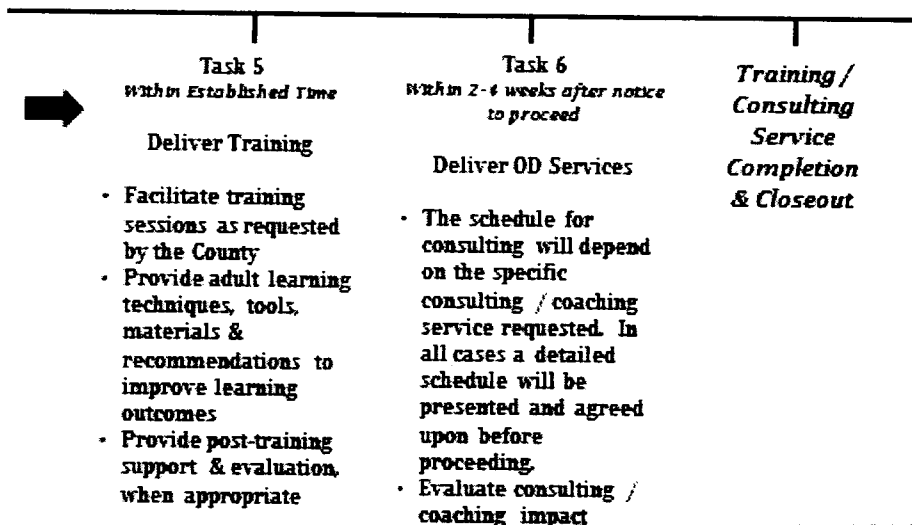 Task 5
Within Established Time
Deliver Training
· Facilitate training
sessions as requested
by the County
· Provide adult learning
techniques, tools,
materials &
recommendations to
improve learning
outcomes
· Provide post-training
support & evaluation,
when appropriate
Task 6
Within 2-4 weeks after notice
to proceed
Deliver OD Services
· The schedule for
consulting will depend
on the specific
consulting / coaching
service requested. In
all cases a detailed
schedule will be
presented and agreed
upon before
proceeding.
· Evaluate consulting /
coaching impact
Training /
Consulting
Service
Completion
& Closeout